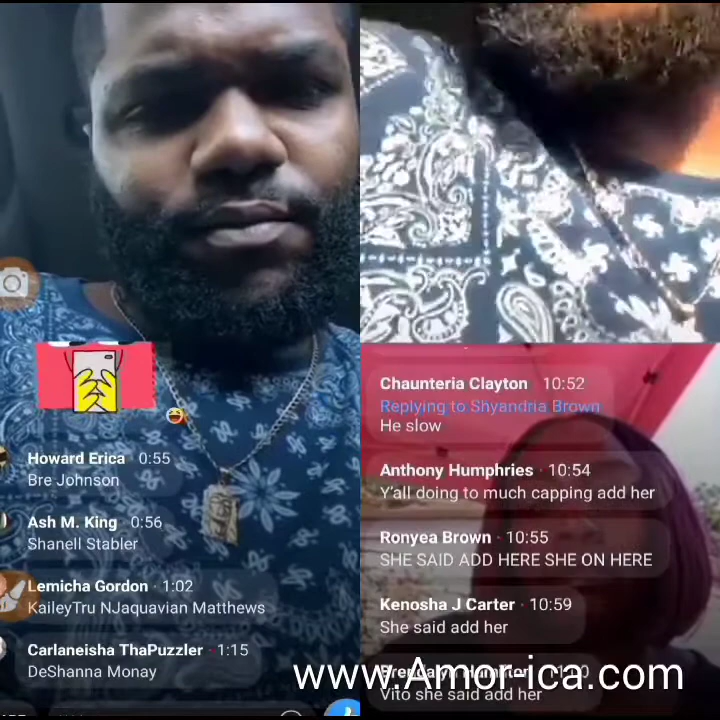 Howard Erica · 0:55
Bre Johnson
Ash M. King · 0:56
Shanell Stabler
Lemicha Gordon · 1:02
KaileyTru NJaquavian Matthews
Carlaneisha ThaPuzzler · 1:15
DeShanna Monay
Chaunteria Clayton · 10:52
Replying to Shyandria Brown
He slow
Anthony Humphries · 10:54
Y'all doing to much capping add her
Ronyea Brown · 10:55
SHE SAID ADD HERE SHE ON HERE
Kenosha J Carter · 10:59
She said add her
Vito she said add her
www.Amor-ica.com